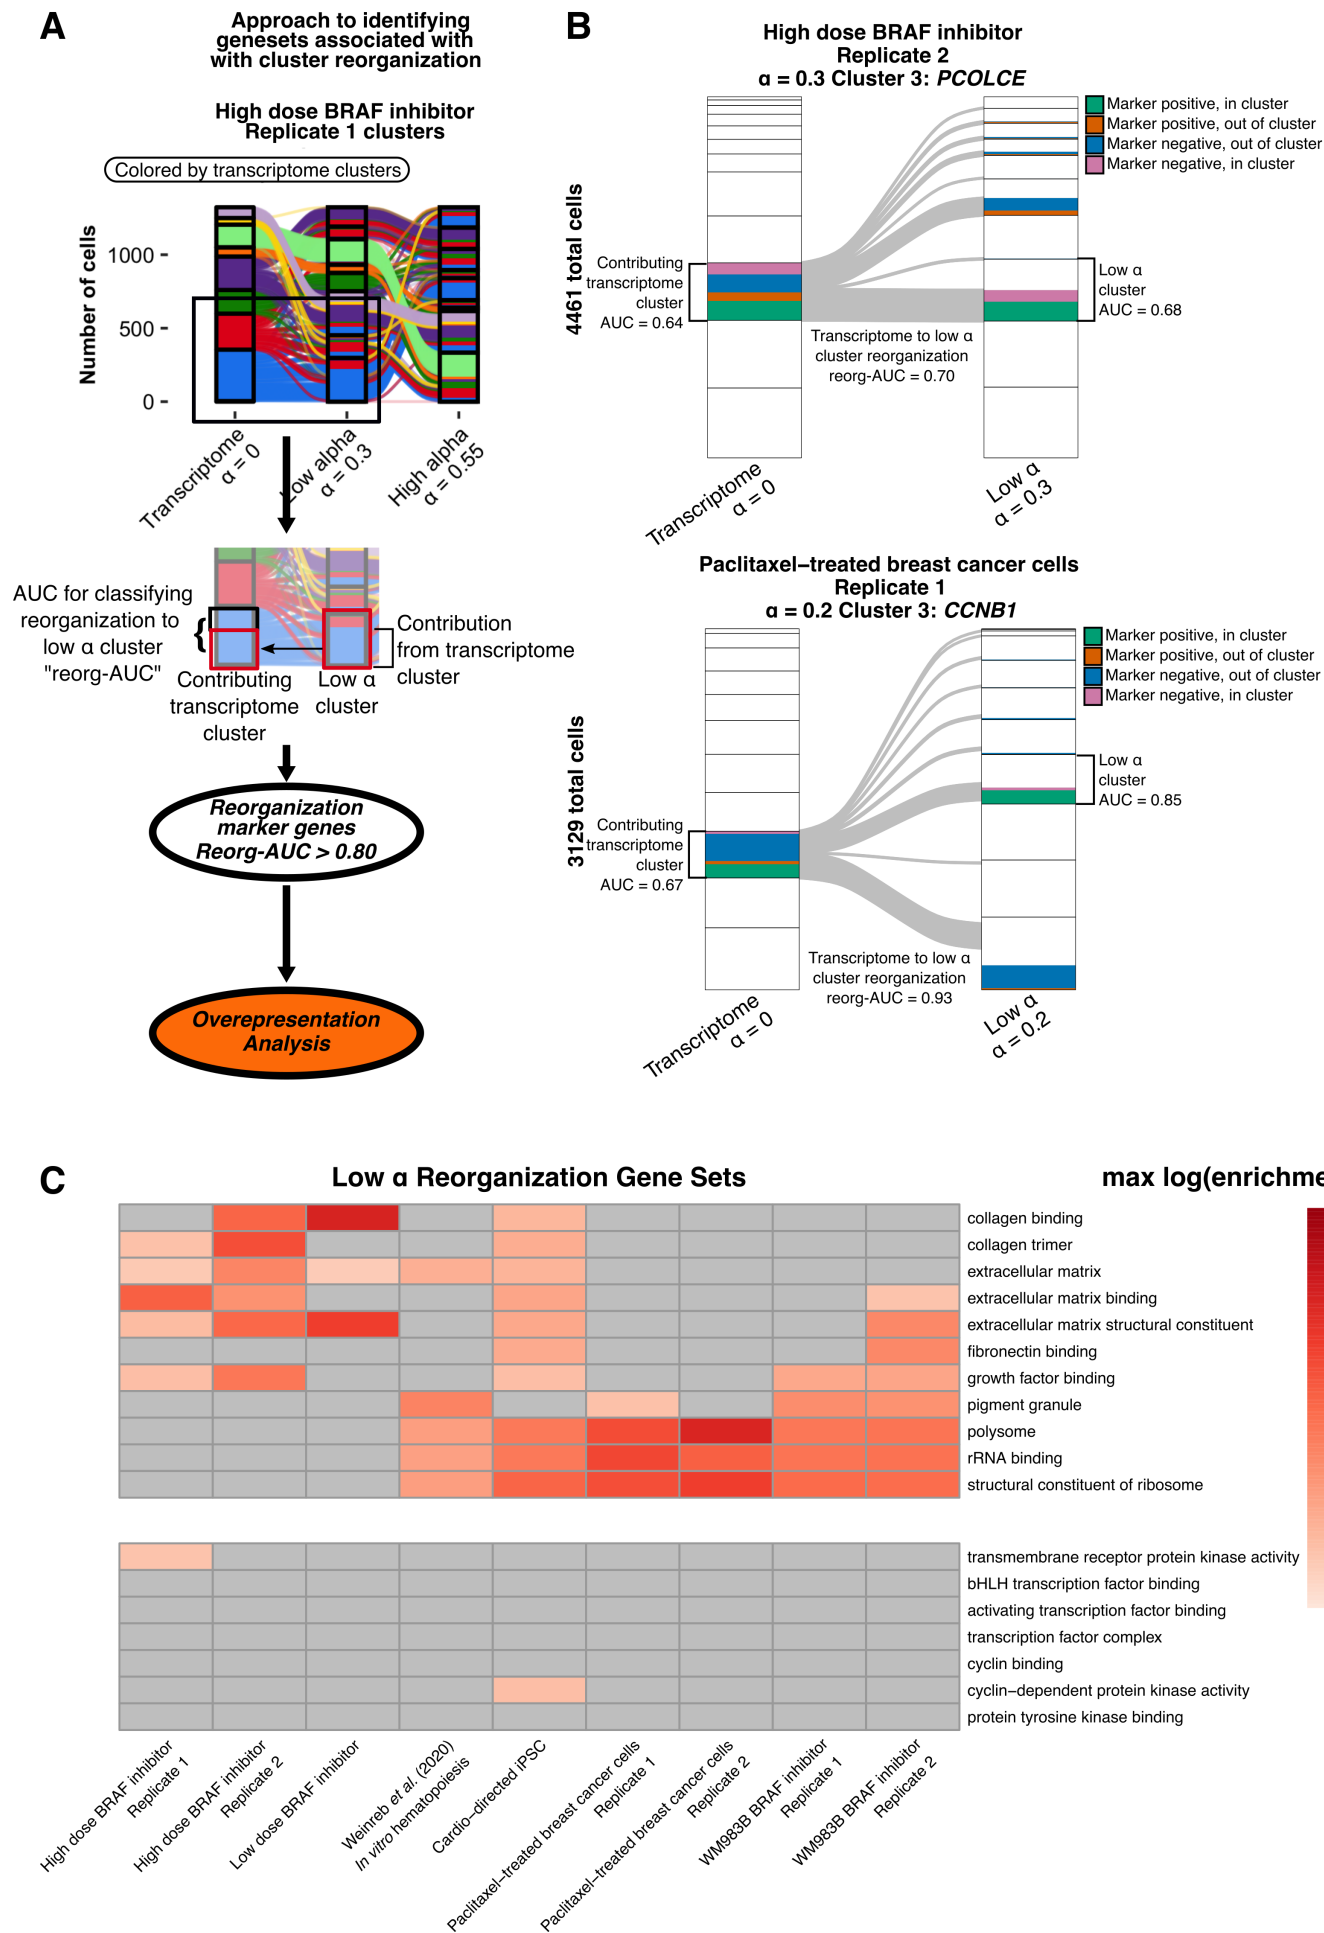 A
Approach to identifying
genesets associated with
with cluster reorganization
High dose BRAF inhibitor
Replicate 1 clusters
Colored by transcriptome clusters
Number of cells
1000
500
0
Transcriptome
α = 0
Low alpha
α = 0.3
High alpha
α = 0.55
AUC for classifying
reorganization to
low α cluster
"reorg-AUC"
{
Contributing
transcriptome
cluster
Low α
cluster
Contribution
from transcriptome
cluster
Reorganization
marker genes
Reorg-AUC > 0.80
Overepresentation
Analysis
B
High dose BRAF inhibitor
Replicate 2
α = 0.3 Cluster 3: PCOLCE
4461 total cells
Contributing
transcriptome
cluster
AUC = 0.64
Transcriptome to low α
cluster reorganization
reorg-AUC = 0.70
Low α
cluster
AUC = 0.68
Marker positive, in cluster
Marker positive, out of cluster
Marker negative, out of cluster
Marker negative, in cluster
Transcriptome
α = 0
Low α
α = 0.3
Paclitaxel–treated breast cancer cells
Replicate 1
α = 0.2 Cluster 3: CCNB1
3129 total cells
Contributing
transcriptome
cluster
AUC = 0.67
Transcriptome to low α
cluster reorganization
reorg-AUC = 0.93
Low α
cluster
AUC = 0.85
Marker positive, in cluster
Marker positive, out of cluster
Marker negative, out of cluster
Marker negative, in cluster
Transcriptome
α = 0
Low α
α = 0.2
C
Low α Reorganization Gene Sets
max log(enrichme
collagen binding
collagen trimer
extracellular matrix
extracellular matrix binding
extracellular matrix structural constituent
fibronectin binding
growth factor binding
pigment granule
polysome
rRNA binding
structural constituent of ribosome
transmembrane receptor protein kinase activity
bHLH transcription factor binding
activating transcription factor binding
transcription factor complex
cyclin binding
cyclin–dependent protein kinase activity
protein tyrosine kinase binding
High dose BRAF inhibitor
Replicate 1
High dose BRAF inhibitor
Replicate 2
Low dose BRAF inhibitor
Weinreb et al. (2020)
In vitro hematopoiesis
Cardio–directed iPSC
Paclitaxel–treated breast cancer cells
Replicate 1
Paclitaxel–treated breast cancer cells
Replicate 2
WM983B BRAF inhibitor
Replicate 1
WM983B BRAF inhibitor
Replicate 2